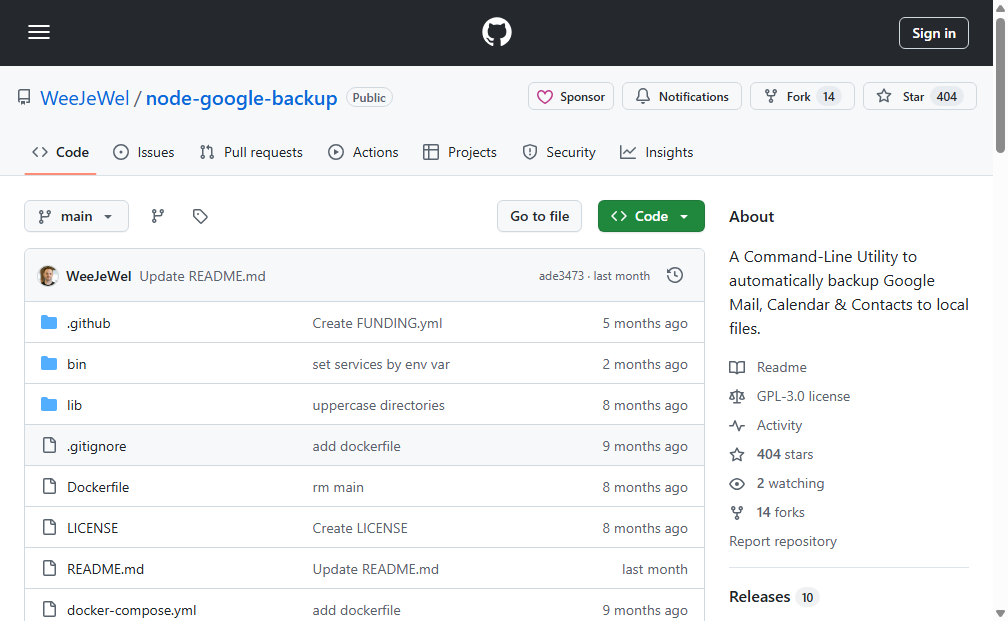 Sign in
WeeJeWel / node-google-backup Public
Sponsor Notifications Fork 14 Star 404
Code Issues Pull requests Actions Projects Security Insights
main Go to file Code
WeeJeWel Update README.md ade3473 · last month
.github Create FUNDING.yml 5 months ago
bin set services by env var 2 months ago
lib uppercase directories 8 months ago
.gitignore add dockerfile 9 months ago
Dockerfile rm main 8 months ago
LICENSE Create LICENSE 8 months ago
README.md Update README.md last month
docker-compose.yml add dockerfile 9 months ago
About
A Command-Line Utility to
automatically backup Google
Mail, Calendar & Contacts to local
files.
Readme
GPL-3.0 license
Activity
404 stars
2 watching
14 forks
Report repository
Releases 10